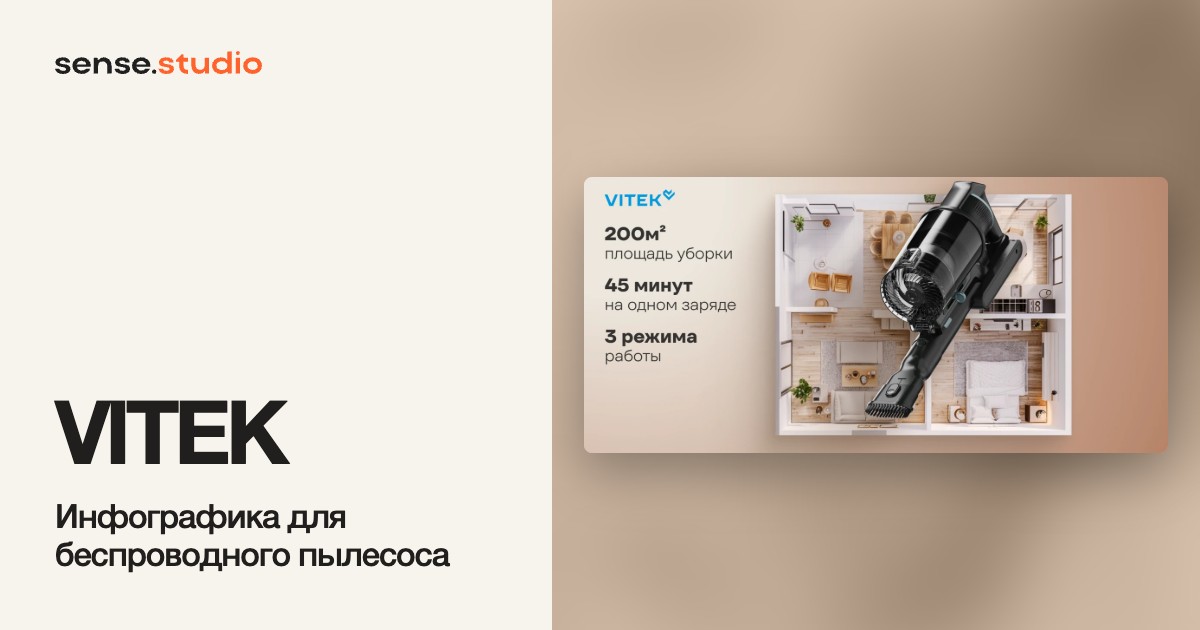 sense.studio
VITEK
Инфографика для
беспроводного пылесоса
VITEK
200м²
площадь уборки
45 минут
на одном заряде
3 режима
работы